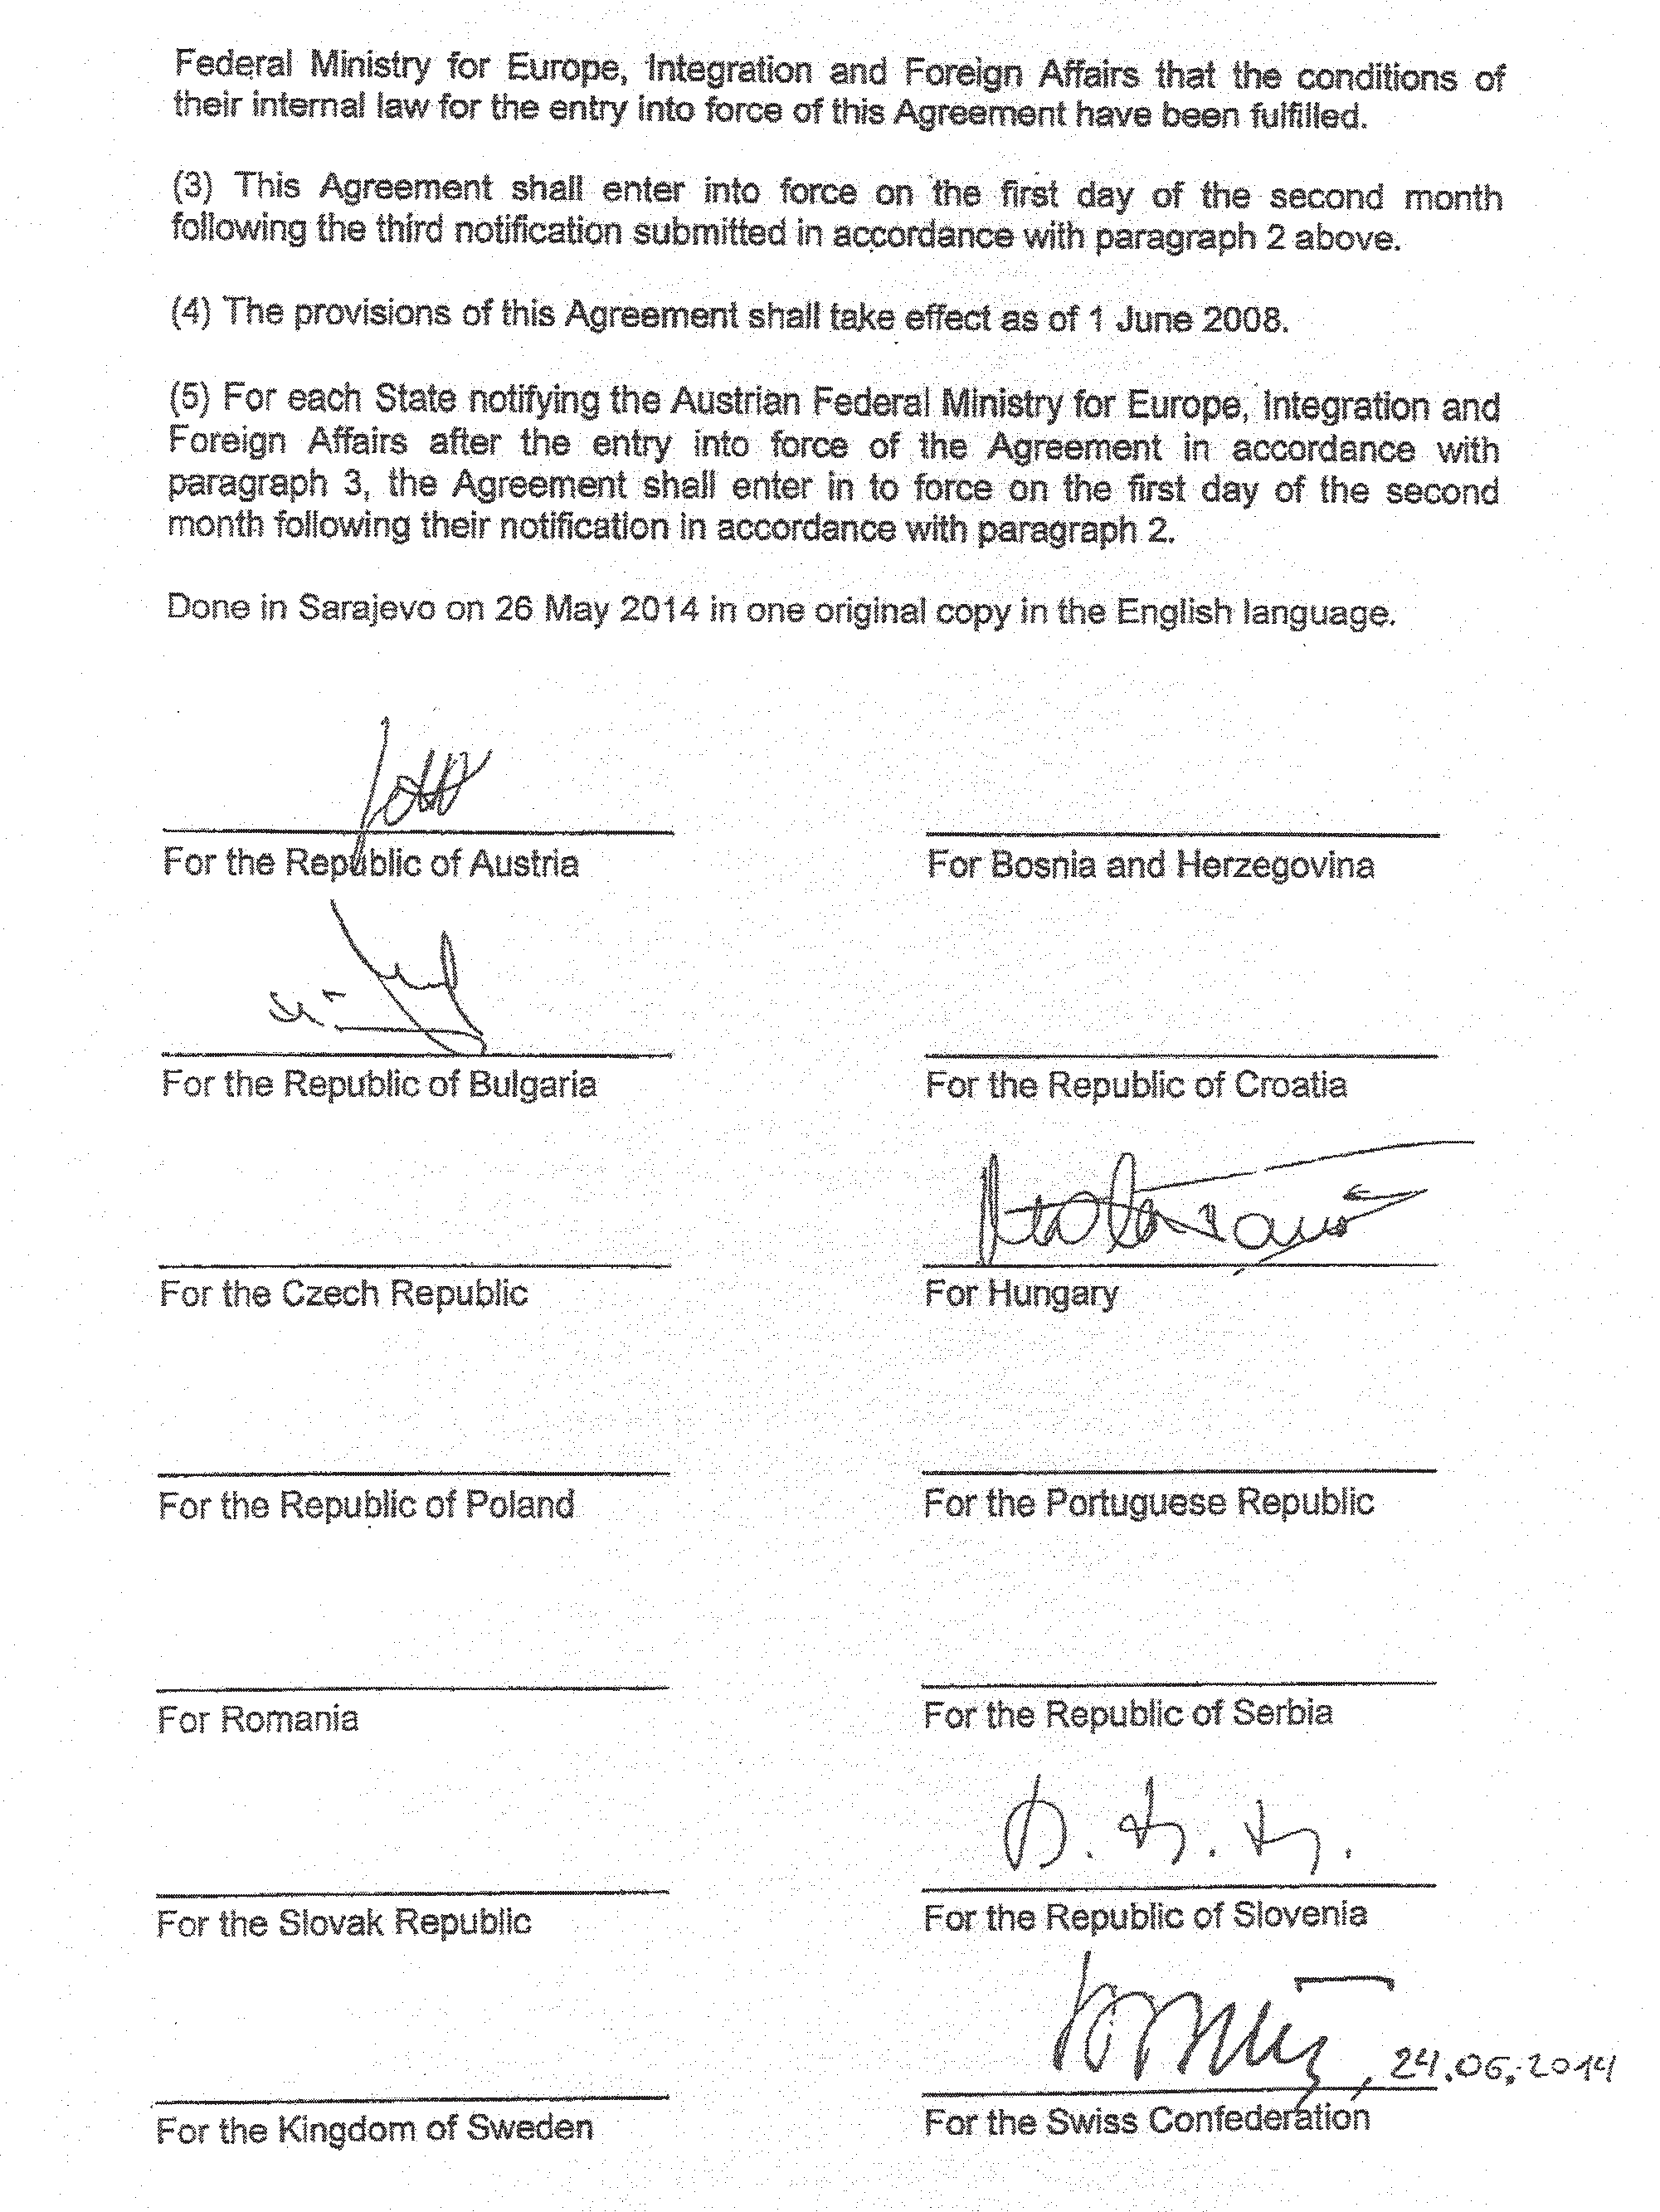 Federal Ministry for Europe, Integration and Foreign Affairs that the conditions of
their internal law for the entry into force of this Agreement have been fulfilled.
(3) This Agreement shall enter into force on the first day of the second month
following the third notification submitted in accordance with paragraph 2 above.
(4) The provisions of this Agreement shall take effect as of 1 June 2008.
(5) For each State notifying the Austrian Federal Ministry for Europe, Integration and
Foreign Affairs after the entry into force of the Agreement in accordance with
paragraph 3, the Agreement shall enter in to force on the first day of the second
month following their notification in accordance with paragraph 2.
Done in Sarajevo on 26 May 2014 in one original copy in the English language.
For the Republic of Austria
For Bosnia and Herzegovina
For the Republic of Bulgaria
For the Republic of Croatia
For the Czech Republic
For Hungary
For the Republic of Poland
For the Portuguese Republic
For Romania
For the Republic of Serbia
For the Slovak Republic
For the Republic of Slovenia
, 24.06.2014
For the Kingdom of Sweden
For the Swiss Confederation